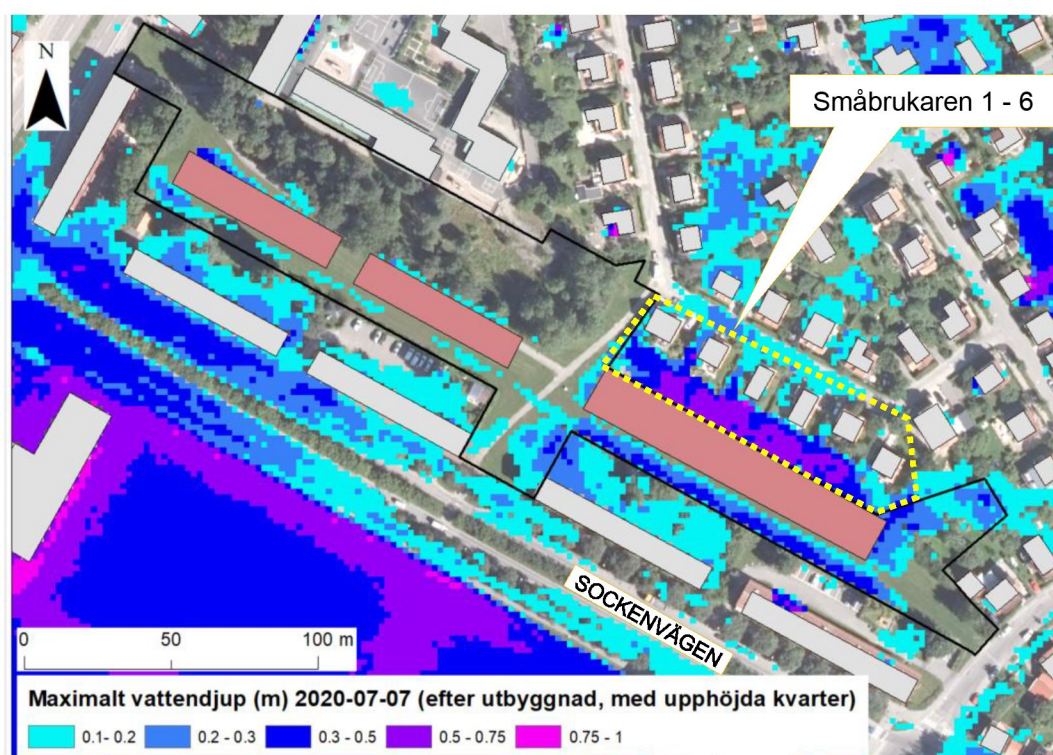 N
Småbrukaren 1 - 6
SOCKENVÄGEN
0 50 100 m
Maximalt vattendjup (m) 2020-07-07 (efter utbyggnad, med upphöjda kvarter)
0.1- 0.2 0.2 - 0.3 0.3 - 0.5 0.5 - 0.75 0.75 - 1